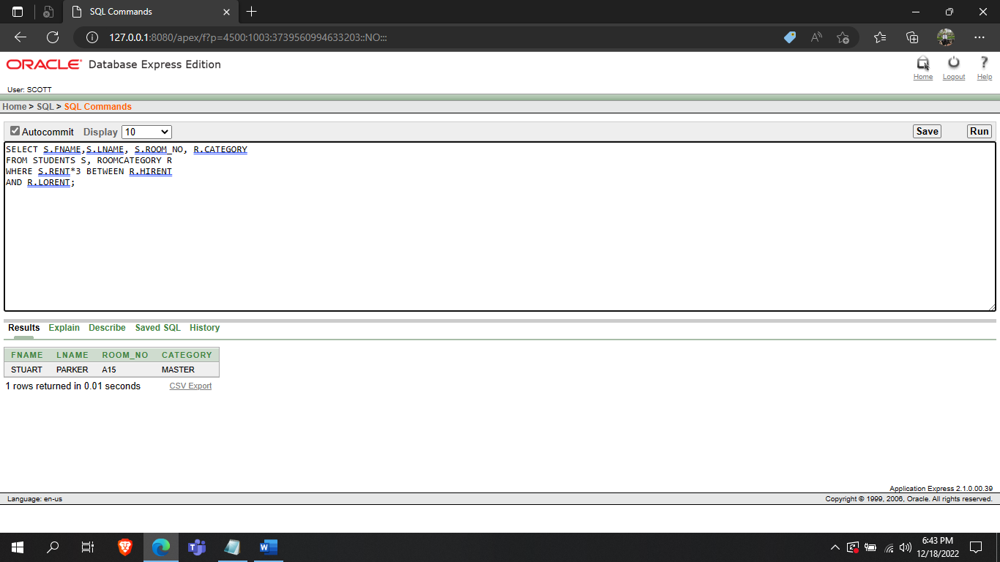 SQL Commands
127.0.0.1:8080/apex/f?p=4500:1003:3739560994633203::NO:::
ORACLE Database Express Edition
Home Logout Help
User: SCOTT
Home > SQL > SQL Commands
Autocommit Display 10 Save Run
SELECT S.FNAME,S.LNAME, S.ROOM_NO, R.CATEGORY
FROM STUDENTS S, ROOMCATEGORY R
WHERE S.RENT*3 BETWEEN R.HIRENT
AND R.LORENT;
Results Explain Describe Saved SQL History
FNAME LNAME ROOM_NO CATEGORY
STUART PARKER A15 MASTER
1 rows returned in 0.01 seconds CSV Export
Application Express 2.1.0.00.39
Language: en-us Copyright © 1999, 2006, Oracle. All rights reserved.
6:43 PM
12/18/2022